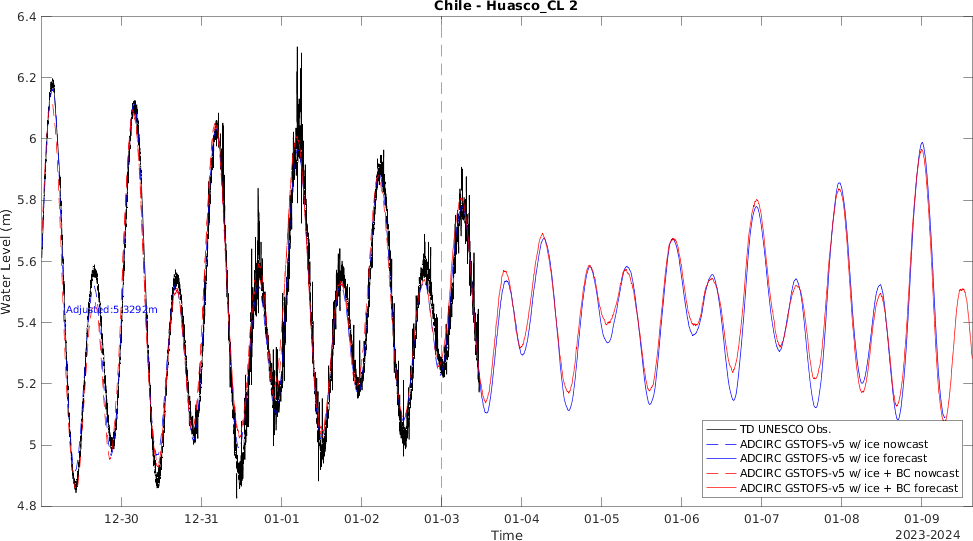 Chile - Huasco_CL 2
6.4
6.2
6
5.8
5.6
5.4
5.2
5
4.8
Water Level (m)
Adjusted:5.3292m
12-30
12-31
01-01
01-02
01-03
01-04
01-05
01-06
01-07
01-08
01-09
Time
2023-2024
TD UNESCO Obs.
ADCIRC GSTOFS-v5 w/ ice nowcast
ADCIRC GSTOFS-v5 w/ ice forecast
ADCIRC GSTOFS-v5 w/ ice + BC nowcast
ADCIRC GSTOFS-v5 w/ ice + BC forecast